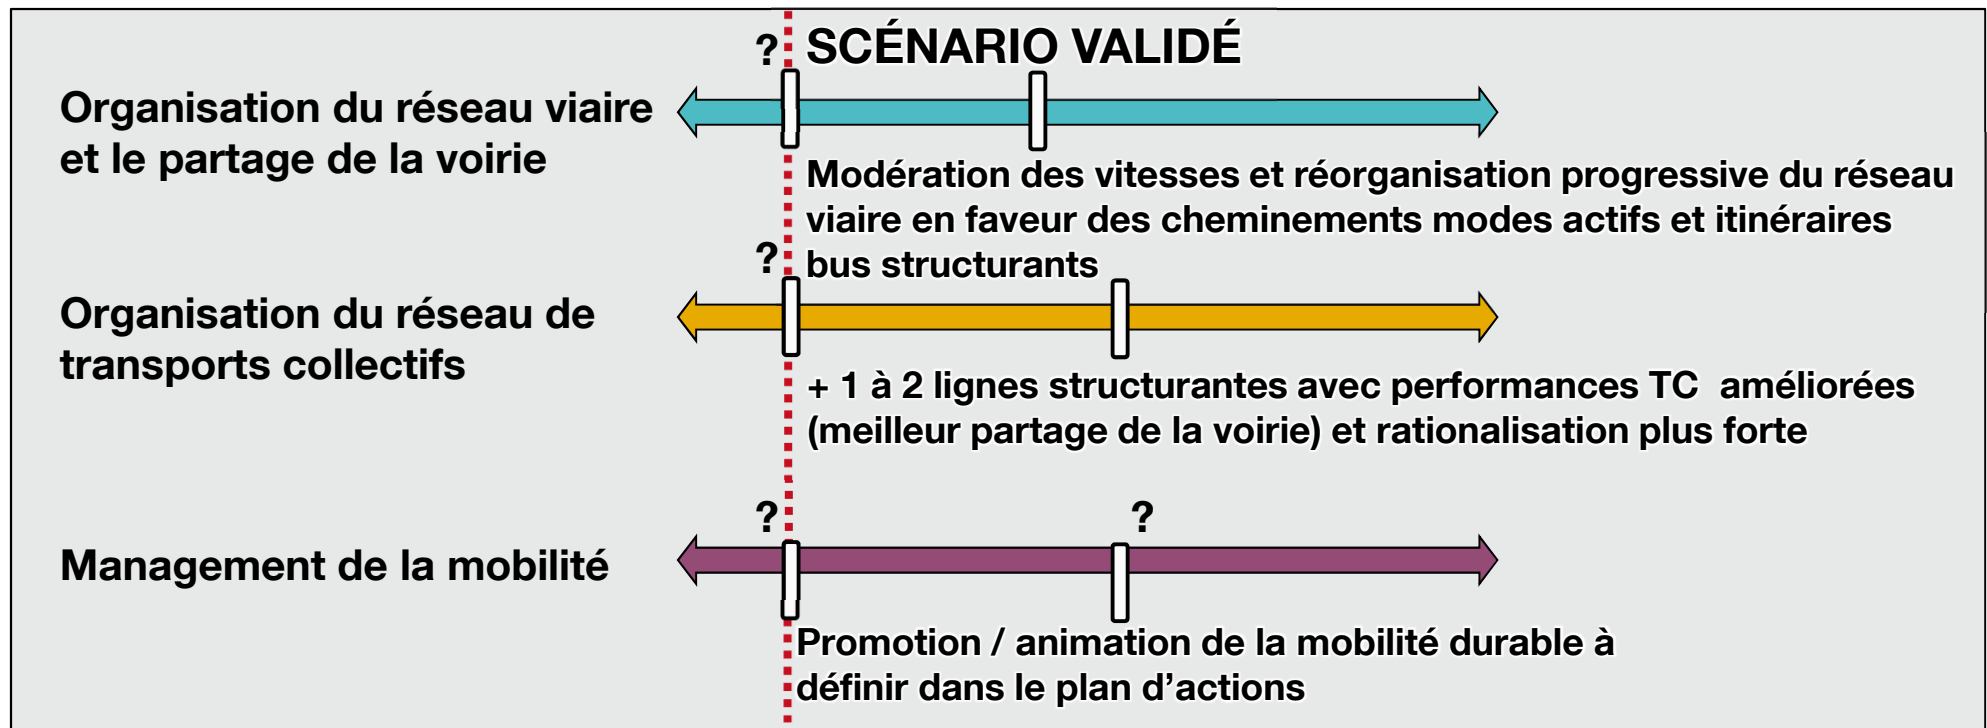 ? SCÉNARIO VALIDÉ
Organisation du réseau viaire
et le partage de la voirie
Modération des vitesses et réorganisation progressive du réseau
viaire en faveur des cheminements modes actifs et itinéraires
bus structurants
?
Organisation du réseau de
transports collectifs
+ 1 à 2 lignes structurantes avec performances TC améliorées
(meilleur partage de la voirie) et rationalisation plus forte
? ?
Management de la mobilité
Promotion / animation de la mobilité durable à
définir dans le plan d’actions